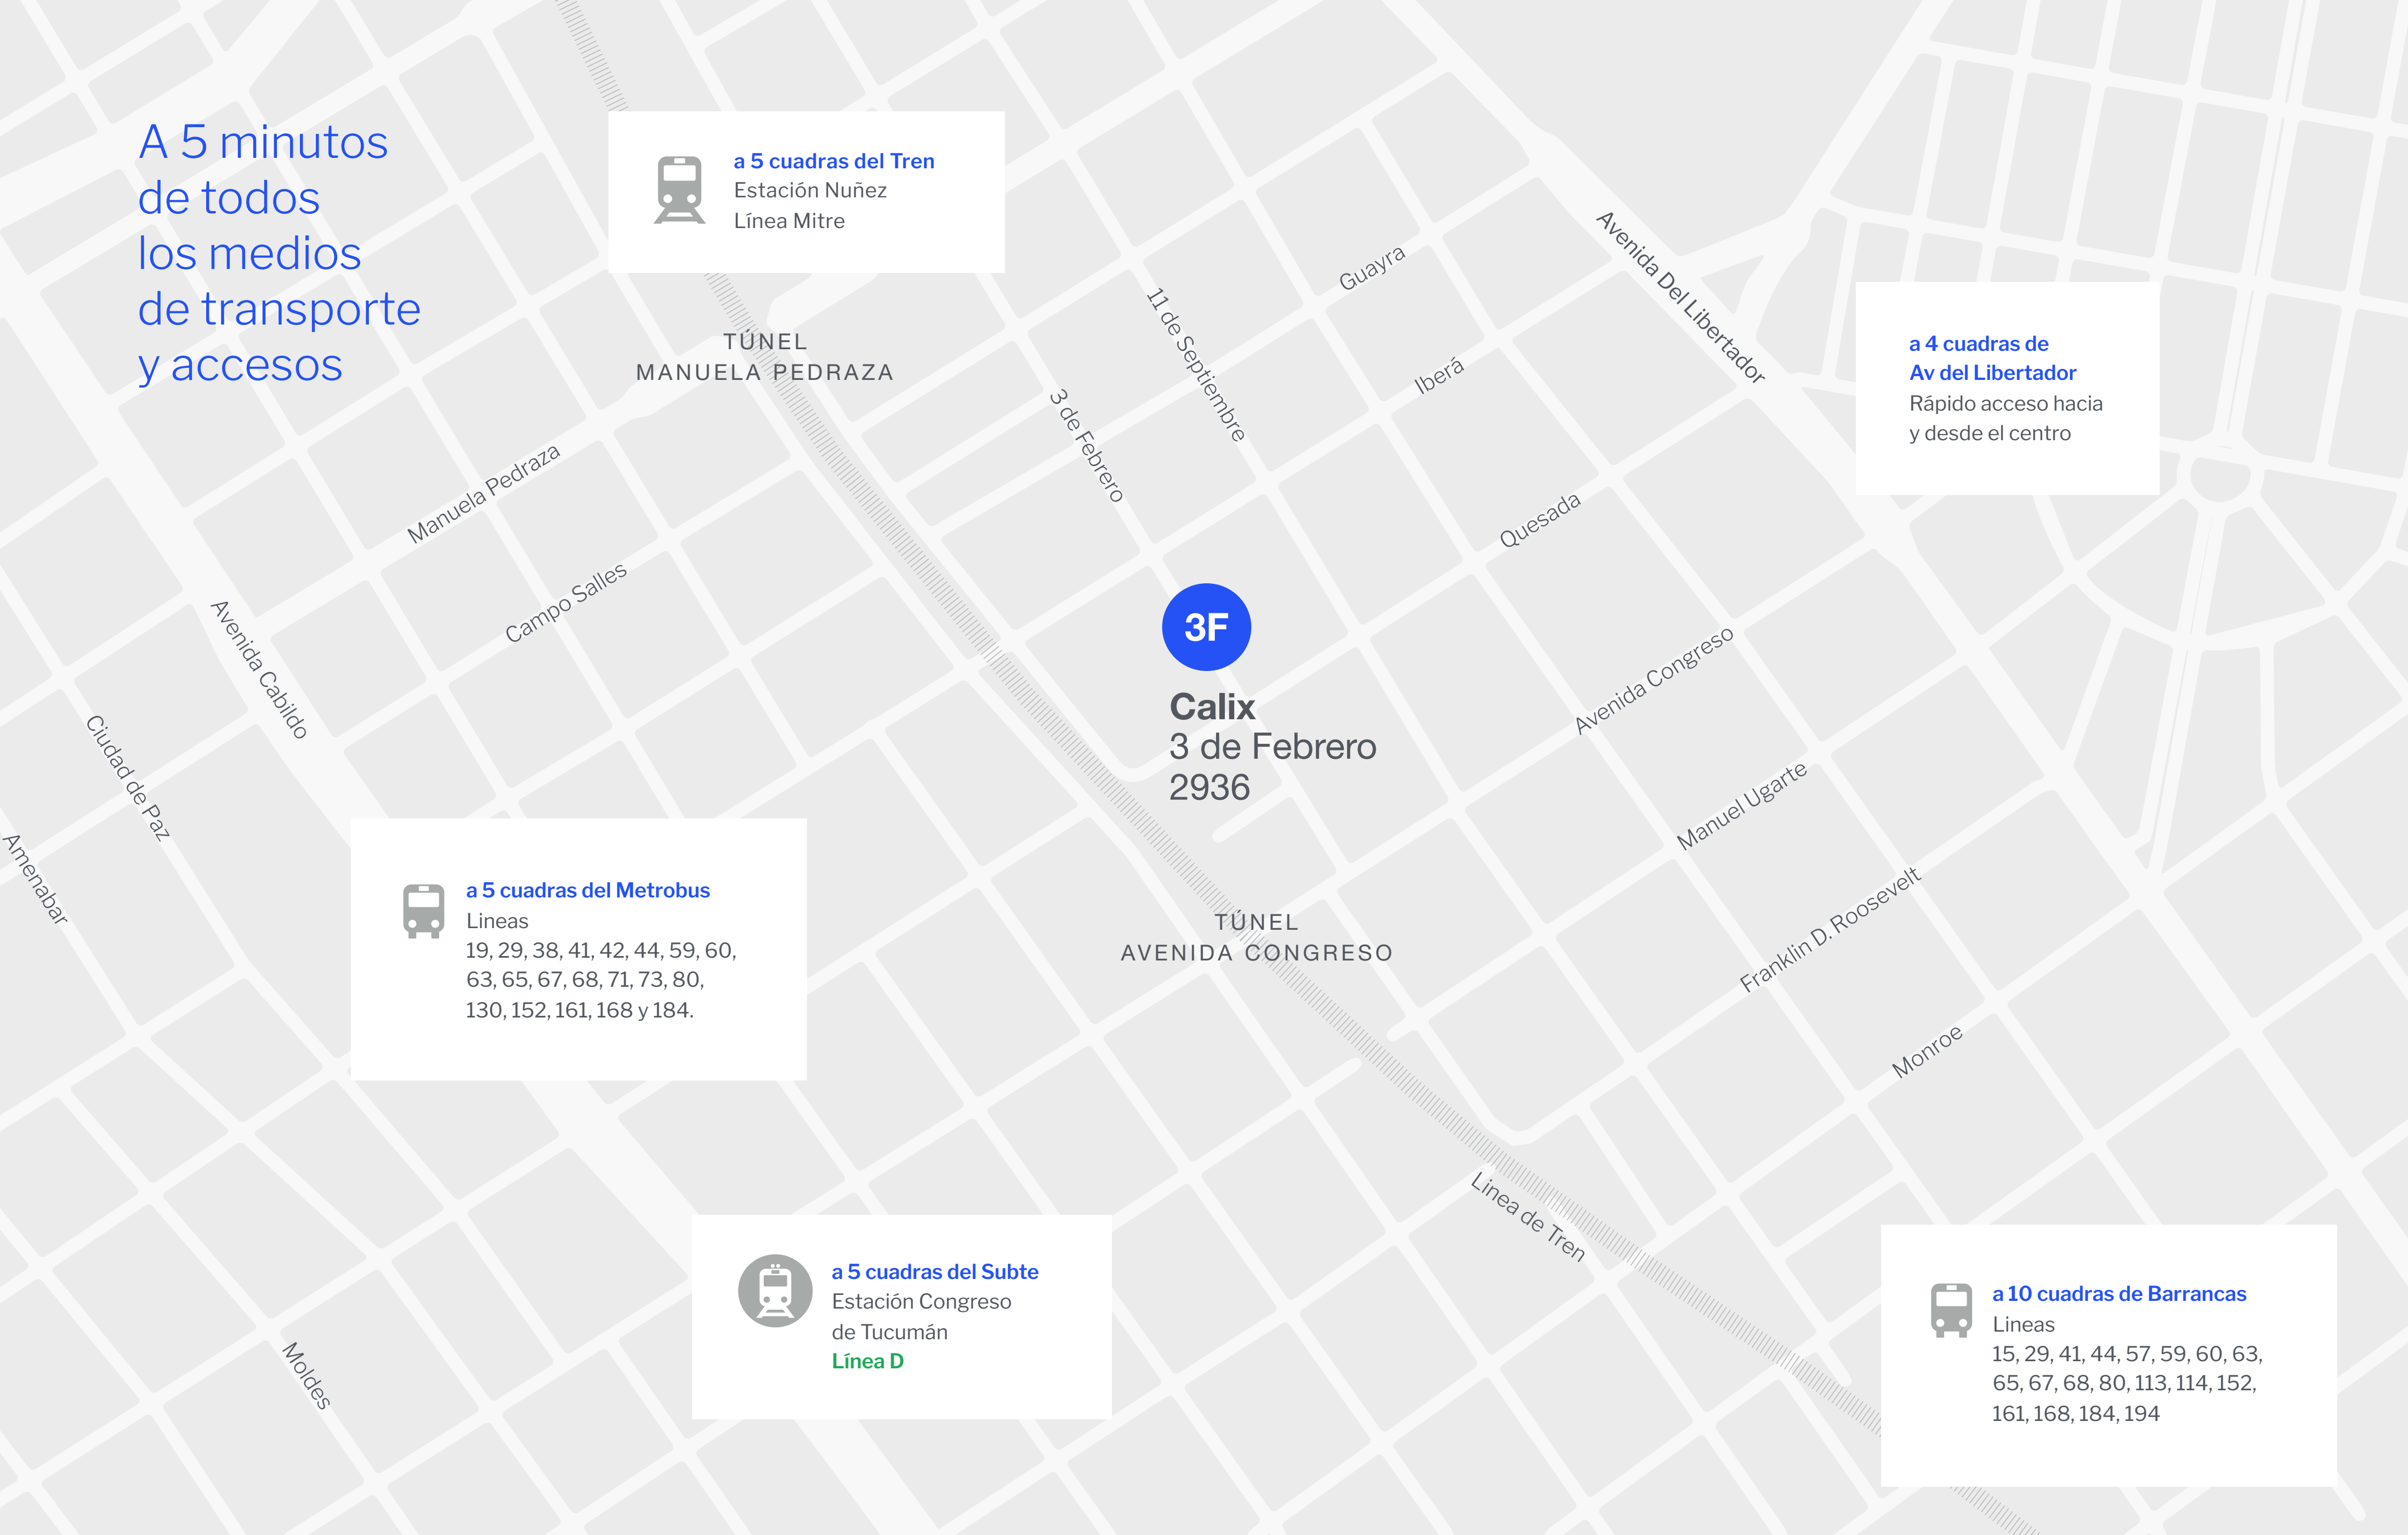 A 5 minutos
de todos
los medios
de transporte
y accesos
a 5 cuadras del Tren
Estación Nuñez
Línea Mitre
TÚNEL
MANUELA PEDRAZA
11 de Septiembre
3 de Febrero
Guayra
Iberá
Avenida Del Libertador
a 4 cuadras de
Av del Libertador
Rápido acceso hacia
y desde el centro
Manuela Pedraza
Campo Salles
Quesada
Avenida Cabildo
Ciudad de Paz
Amenabar
3F
Calix
3 de Febrero
2936
Avenida Congreso
Manuel Ugarte
Franklin D. Roosevelt
Monroe
a 5 cuadras del Metrobus
Lineas
19, 29, 38, 41, 42, 44, 59, 60,
63, 65, 67, 68, 71, 73, 80,
130, 152, 161, 168 y 184.
TÚNEL
AVENIDA CONGRESO
Linea de Tren
a 5 cuadras del Subte
Estación Congreso
de Tucumán
Línea D
Moldes
a 10 cuadras de Barrancas
Lineas
15, 29, 41, 44, 57, 59, 60, 63,
65, 67, 68, 80, 113, 114, 152,
161, 168, 184, 194